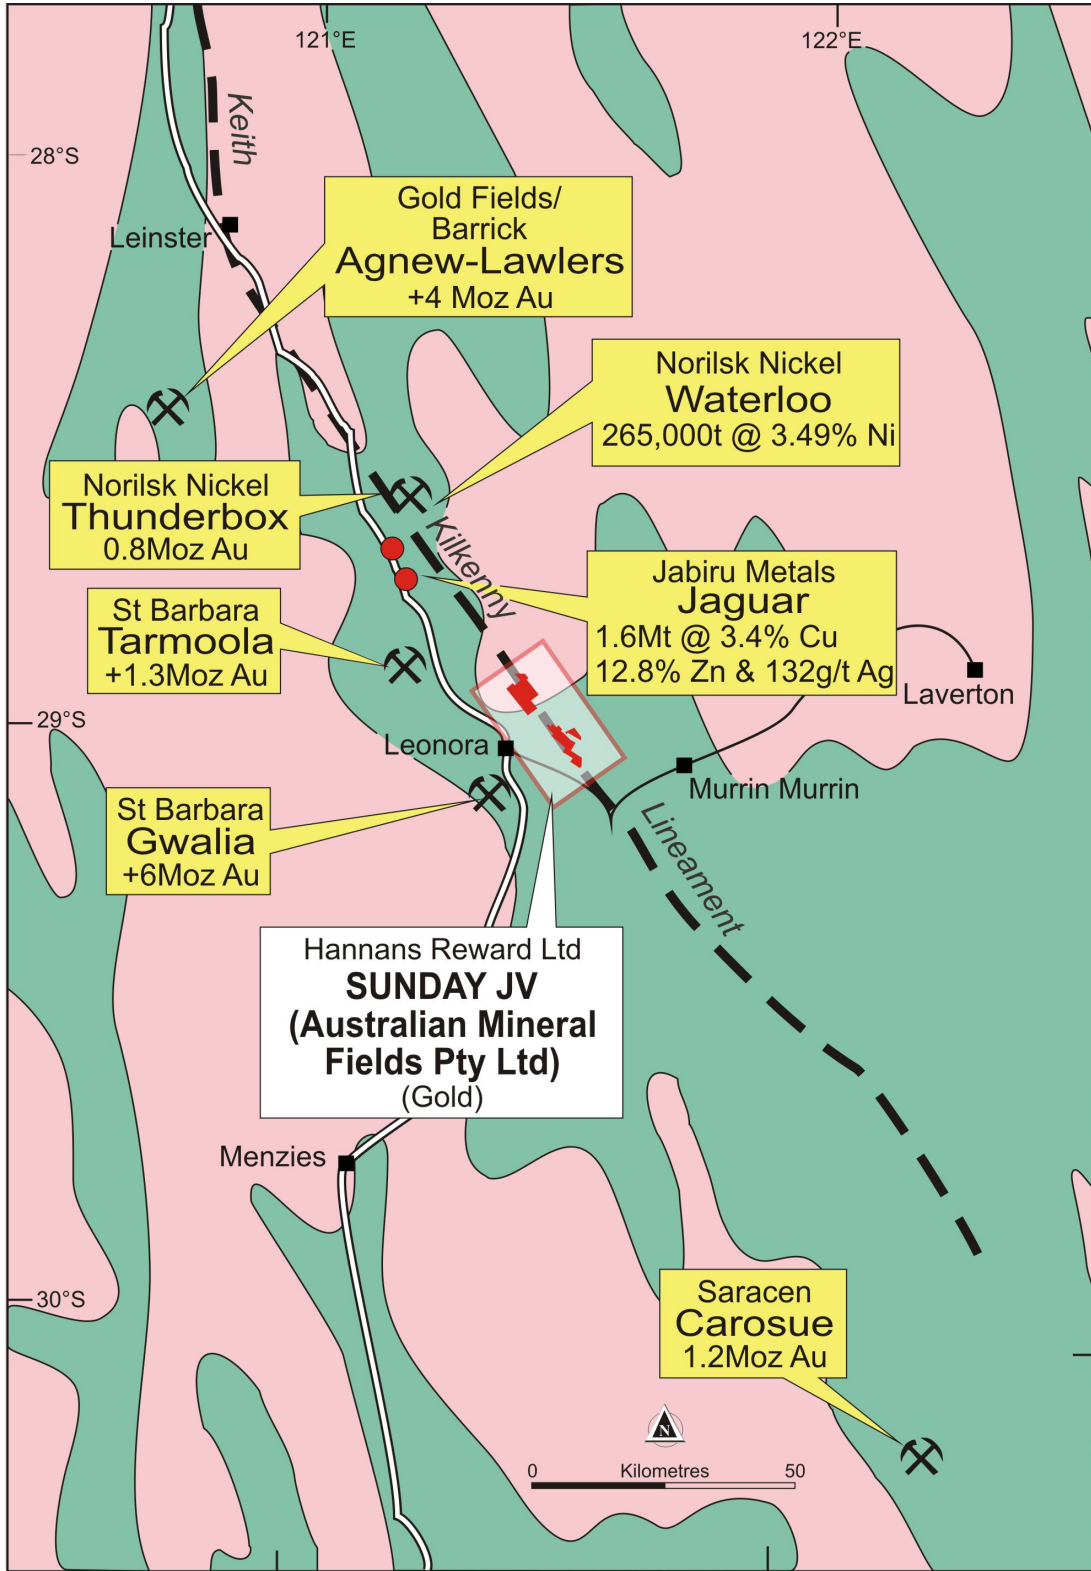 121°E
122°E
Keith
28°S
Gold Fields/
Barrick
Agnew-Lawlers
+4 Moz Au
Leinster
Norilsk Nickel
Waterloo
265,000t @ 3.49% Ni
Norilsk Nickel
Thunderbox
0.8Moz Au
Kilkenny
Jabiru Metals
Jaguar
1.6Mt @ 3.4% Cu
12.8% Zn & 132g/t Ag
St Barbara
Tarmoola
+1.3Moz Au
Laverton
29°S
Leonora
Murrin Murrin
St Barbara
Gwalia
+6Moz Au
Lineament
Hannans Reward Ltd
SUNDAY JV
(Australian Mineral
Fields Pty Ltd)
(Gold)
Menzies
30°S
Saracen
Carosue
1.2Moz Au
N
0 Kilometres 50